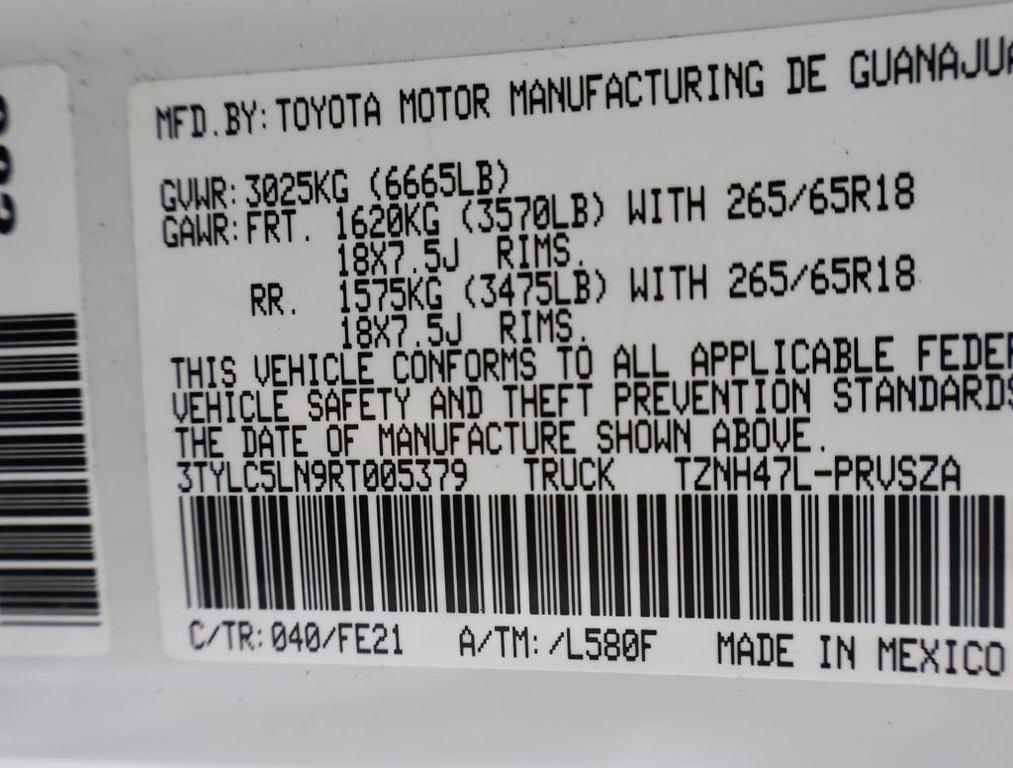 MFD.BY: TOYOTA MOTOR MANUFACTURING DE
GVWR: 3025KG (6665LB)
GAWR: FRT. 1620KG (3570LB) WITH 265/65R18
18X7.5J RIMS.
RR. 1575KG (3475LB) WITH 265/65R18
18X7.5J RIMS.
THIS VEHICLE CONFORMS TO ALL APPLICABLE
VEHICLE SAFETY AND THEFT PREVENTION STANDARDS
THE DATE OF MANUFACTURE SHOWN ABOVE.
3TYLC5LN9RT005379 TRUCK TZNH47L-PRVSZA
C/TR: 040/FE21 A/TM: /L580F MADE IN MEXICO